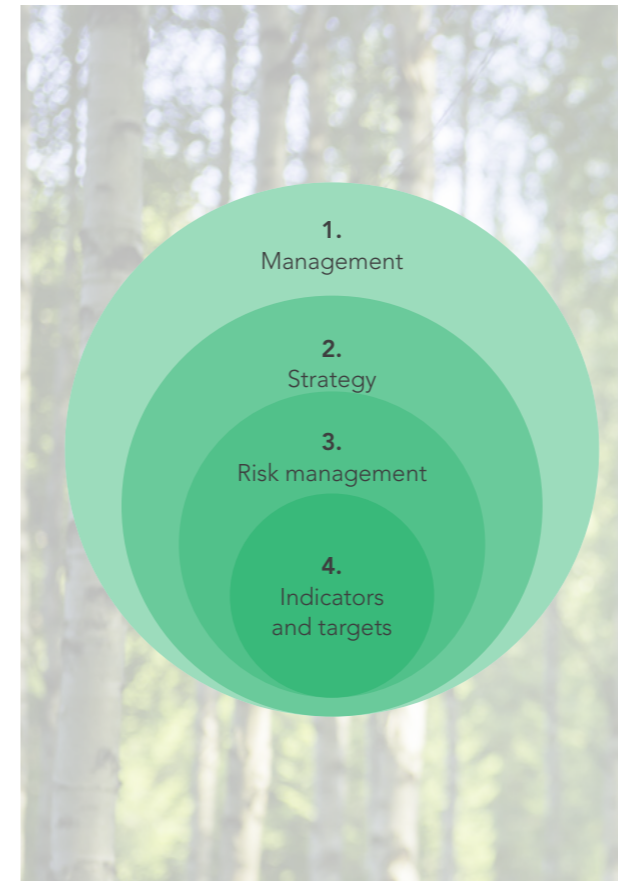 1.
Management
2.
Strategy
3.
Risk management
4.
Indicators
and targets